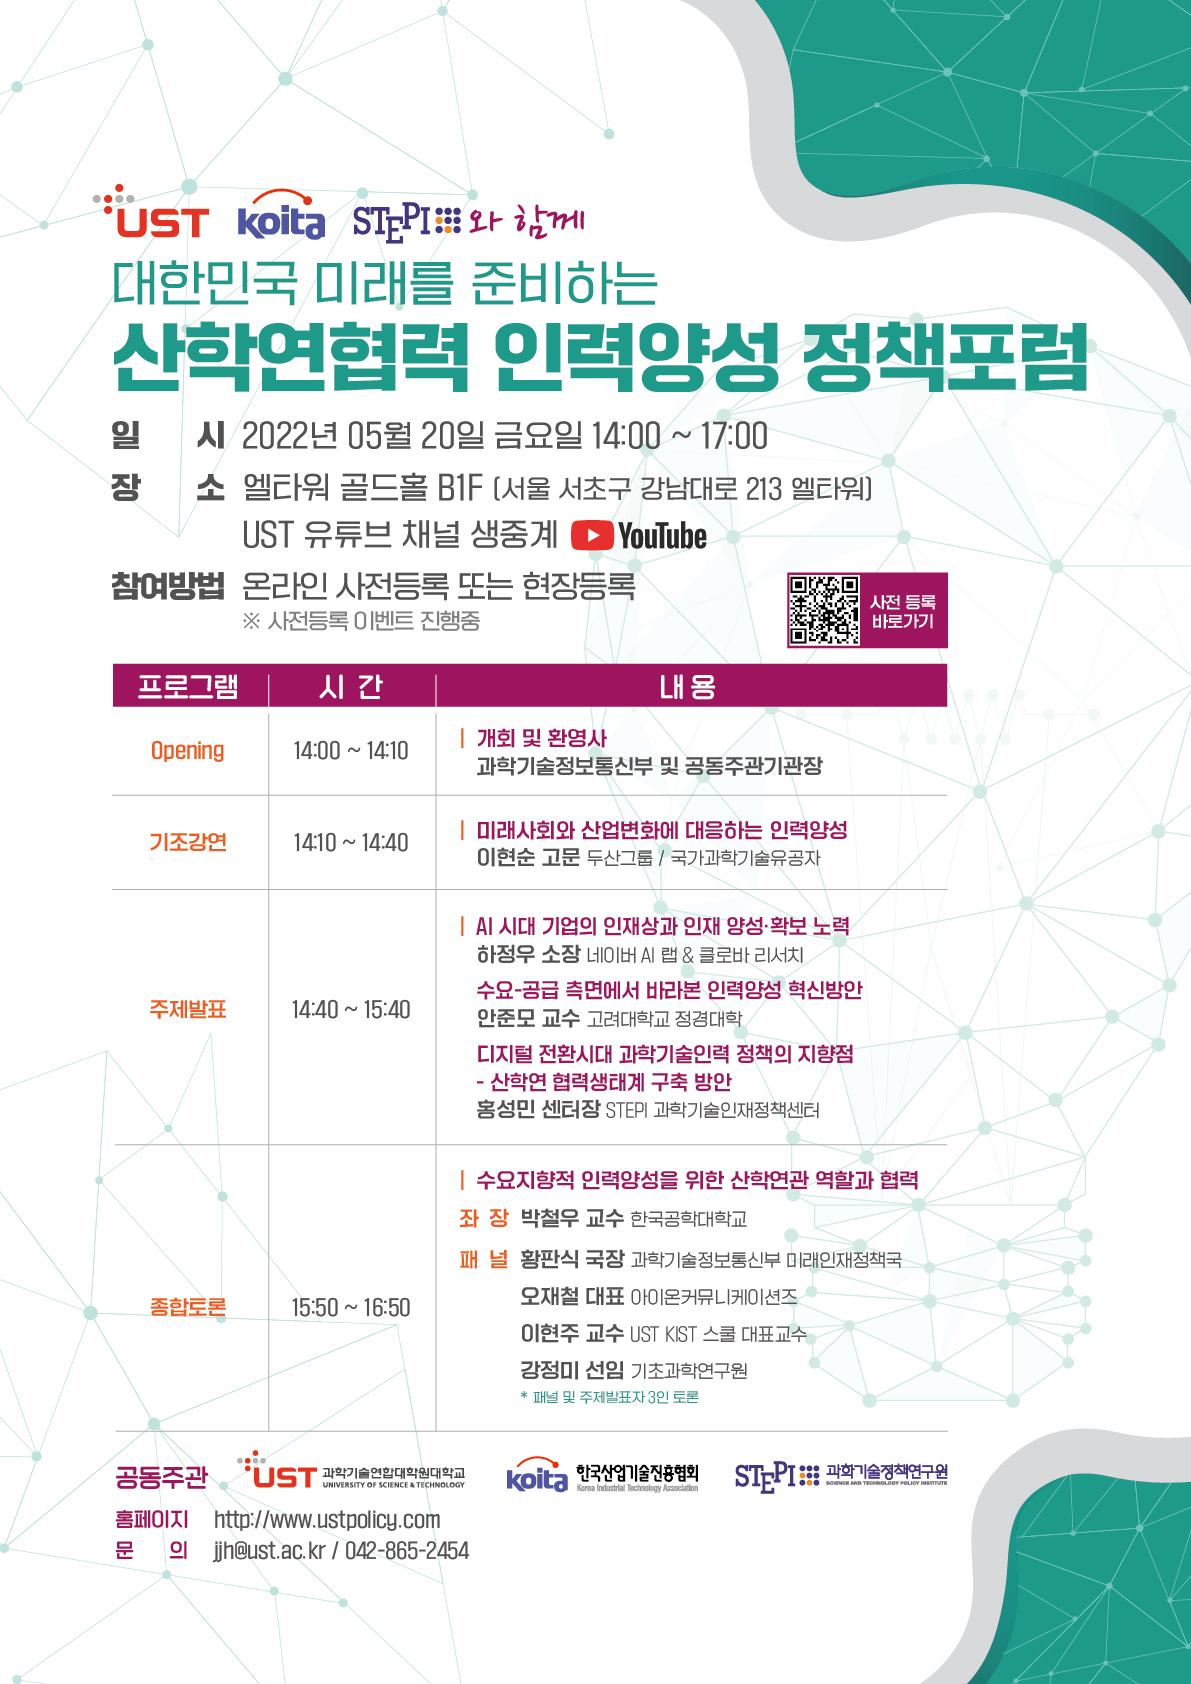 UST koita STEPI 와 함께
대한민국 미래를 준비하는
산학연협력 인력양성 정책포럼
일 시 2022년 05월 20일 금요일 14:00 ~ 17:00
장 소 엘타워 골드홀 B1F (서울 서초구 강남대로 213 엘타워)
UST 유튜브 채널 생중계 YouTube
참여방법 온라인 사전등록 또는 현장등록
※ 사전등록 이벤트 진행중
사전 등록
바로가기
프로그램 시 간 내 용
Opening 14:00 ~ 14:10
| 개회 및 환영사
과학기술정보통신부 및 공동주관기관장
기조강연 14:10 ~ 14:40
| 미래사회와 산업변화에 대응하는 인력양성
이현순 고문 두산그룹 / 국가과학기술유공자
주제발표 14:40 ~ 15:40
| AI 시대 기업의 인재상과 인재 양성·확보 노력
하정우 소장 네이버 AI 랩 & 클로바 리서치
수요-공급 측면에서 바라본 인력양성 혁신방안
안준모 교수 고려대학교 정경대학
디지털 전환시대 과학기술인력 정책의 지향점
- 산학연 협력생태계 구축 방안
홍성민 센터장 STEPI 과학기술인재정책센터
종합토론 15:50 ~ 16:50
| 수요지향적 인력양성을 위한 산학연관 역할과 협력
좌 장 박철우 교수 한국공학대학교
패 널 황판식 국장 과학기술정보통신부 미래인재정책국
오재철 대표 아이온커뮤니케이션즈
이현주 교수 UST KIST 스쿨 대표교수
강정미 선임 기초과학연구원
* 패널 및 주제발표자 3인 토론
공동주관 UST 과학기술연합대학원대학교 koita 한국산업기술진흥협회 STEPI 과학기술정책연구원
UNIVERSITY OF SCIENCE & TECHNOLOGY Korea Industrial Technology Association SCIENCE AND TECHNOLOGY POLICY INSTITUTE
홈페이지 http://www.ustpolicy.com
문 의 jjh@ust.ac.kr / 042-865-2454